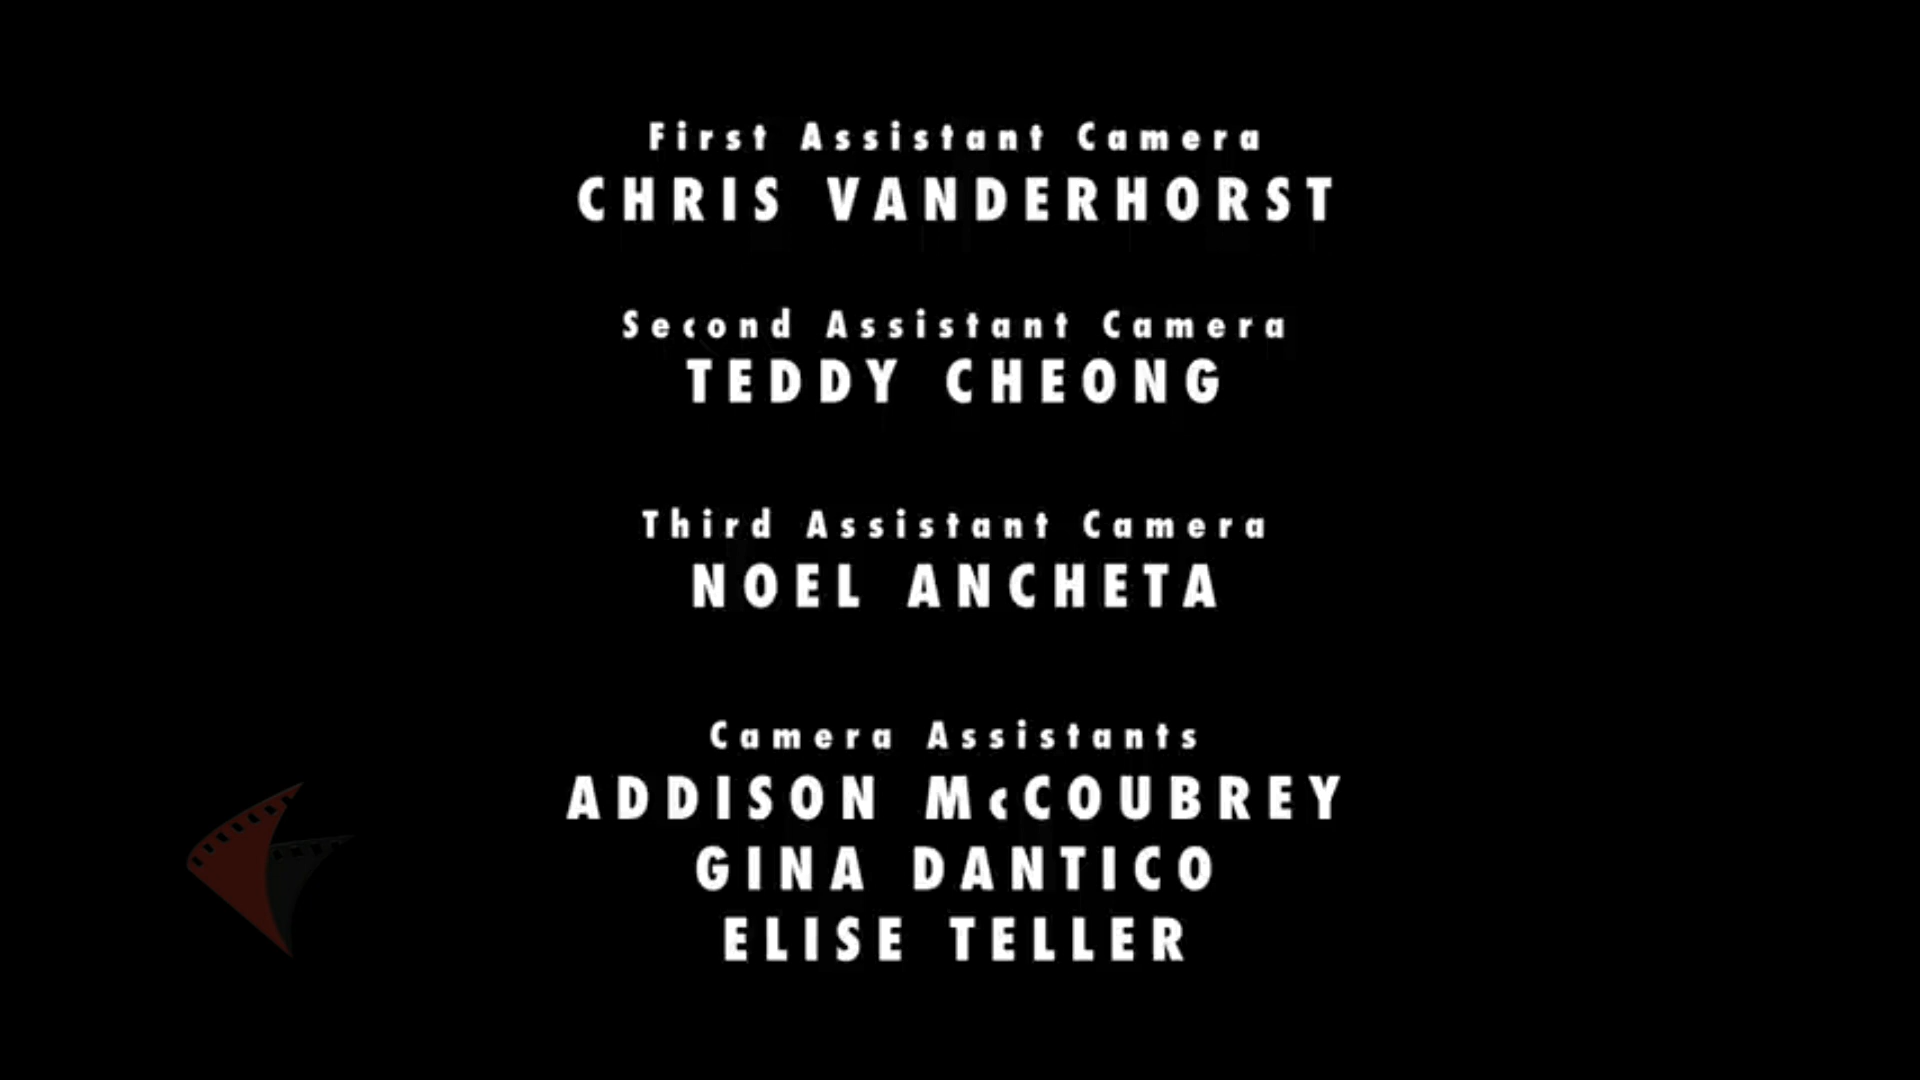 First Assistant Camera
CHRIS VANDERHORST
Second Assistant Camera
TEDDY CHEONG
Third Assistant Camera
NOEL ANCHETA
Camera Assistants
ADDISON McCOUBREY
GINA DANTICO
ELISE TELLER